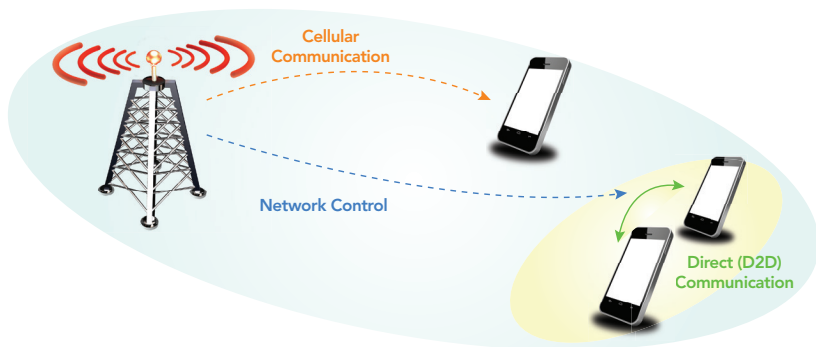 Cellular
Communication
Network Control
Direct (D2D)
Communication